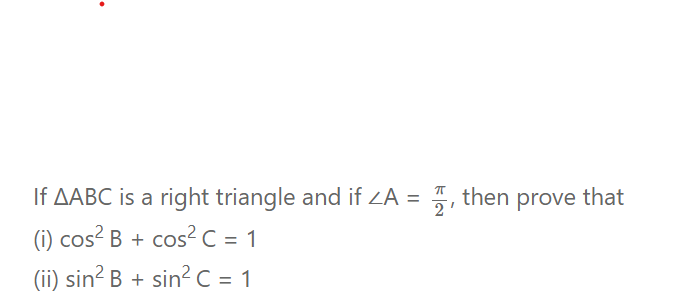 If ΔABC is a right triangle and if ∠A = π/2, then prove that
(i) cos² B + cos² C = 1
(ii) sin² B + sin² C = 1